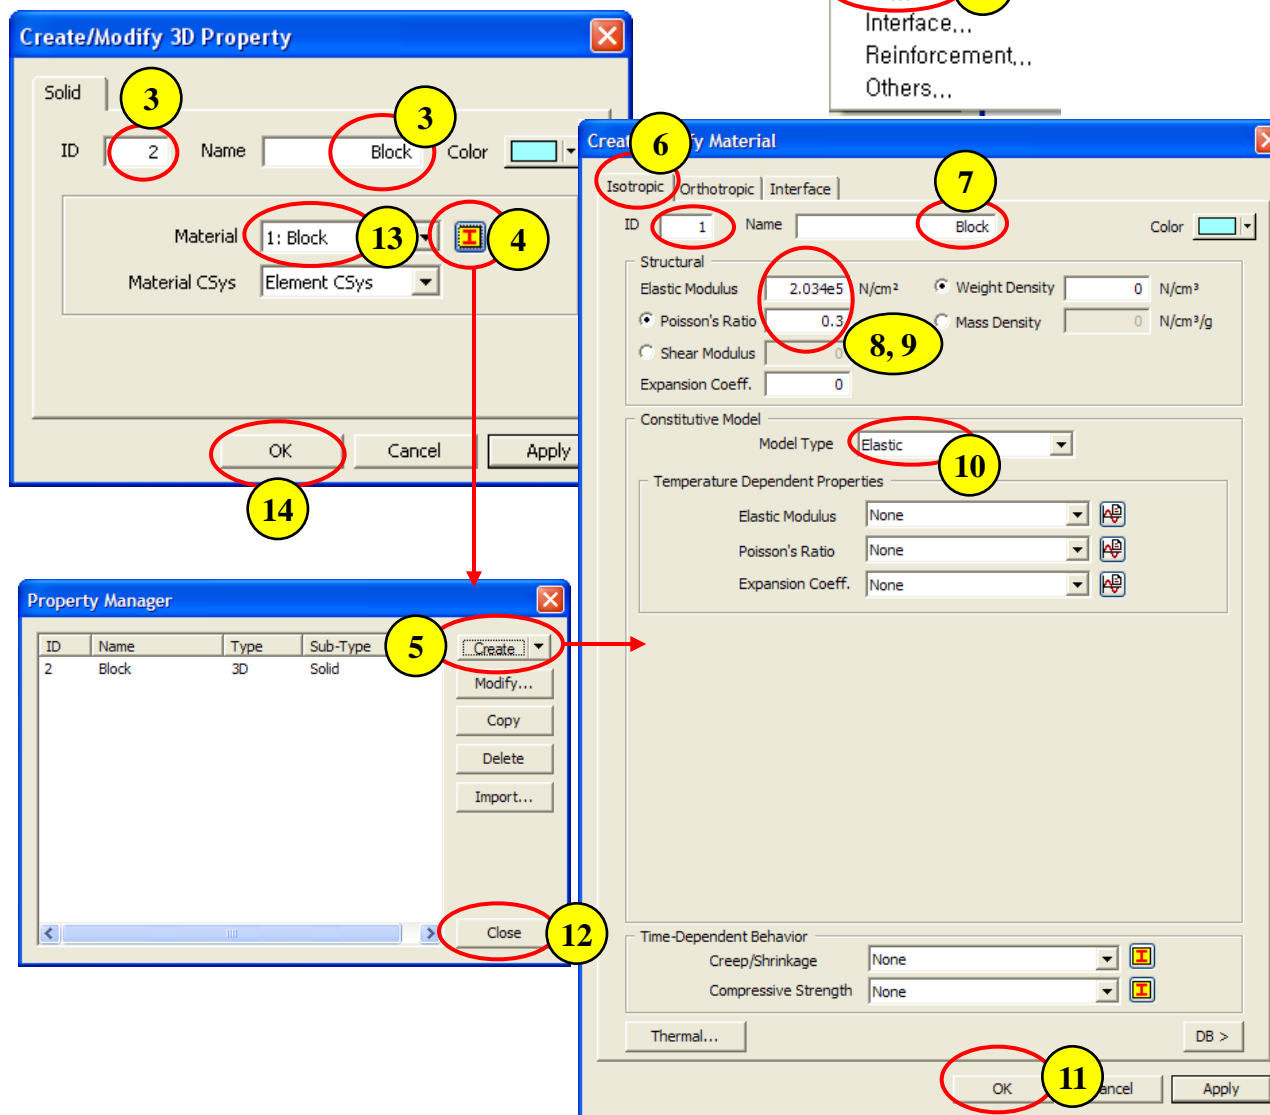 Interface...
Reinforcement...
Others...
Create/Modify 3D Property
Solid
3
3
ID 2 Name Block Color
Material 1: Block 13 4
Material CSys Element CSys
OK Cancel Apply
14
6
Material
Isotropic Orthotropic Interface
7
ID 1 Name Block Color
Structural
Elastic Modulus 2.034e5 N/cm² Weight Density 0 N/cm³
Poisson's Ratio 0.3 Mass Density 0 N/cm³/g
8, 9
Shear Modulus 0
Expansion Coeff. 0
Constitutive Model
Model Type Elastic
10
Temperature Dependent Properties
Elastic Modulus None
Poisson's Ratio None
Expansion Coeff. None
Time-Dependent Behavior
Creep/Shrinkage None
Compressive Strength None
Thermal... DB >
OK 11 Apply
Property Manager
ID Name Type Sub-Type 5 Create
2 Block 3D Solid
Modify...
Copy
Delete
Import...
Close 12